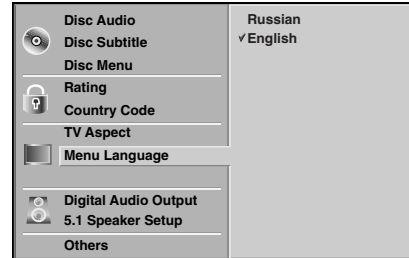 Disc Audio
Disc Subtitle
Disc Menu
Rating
Country Code
TV Aspect
Menu Language
Digital Audio Output
5.1 Speaker Setup
Others
Russian
✓English